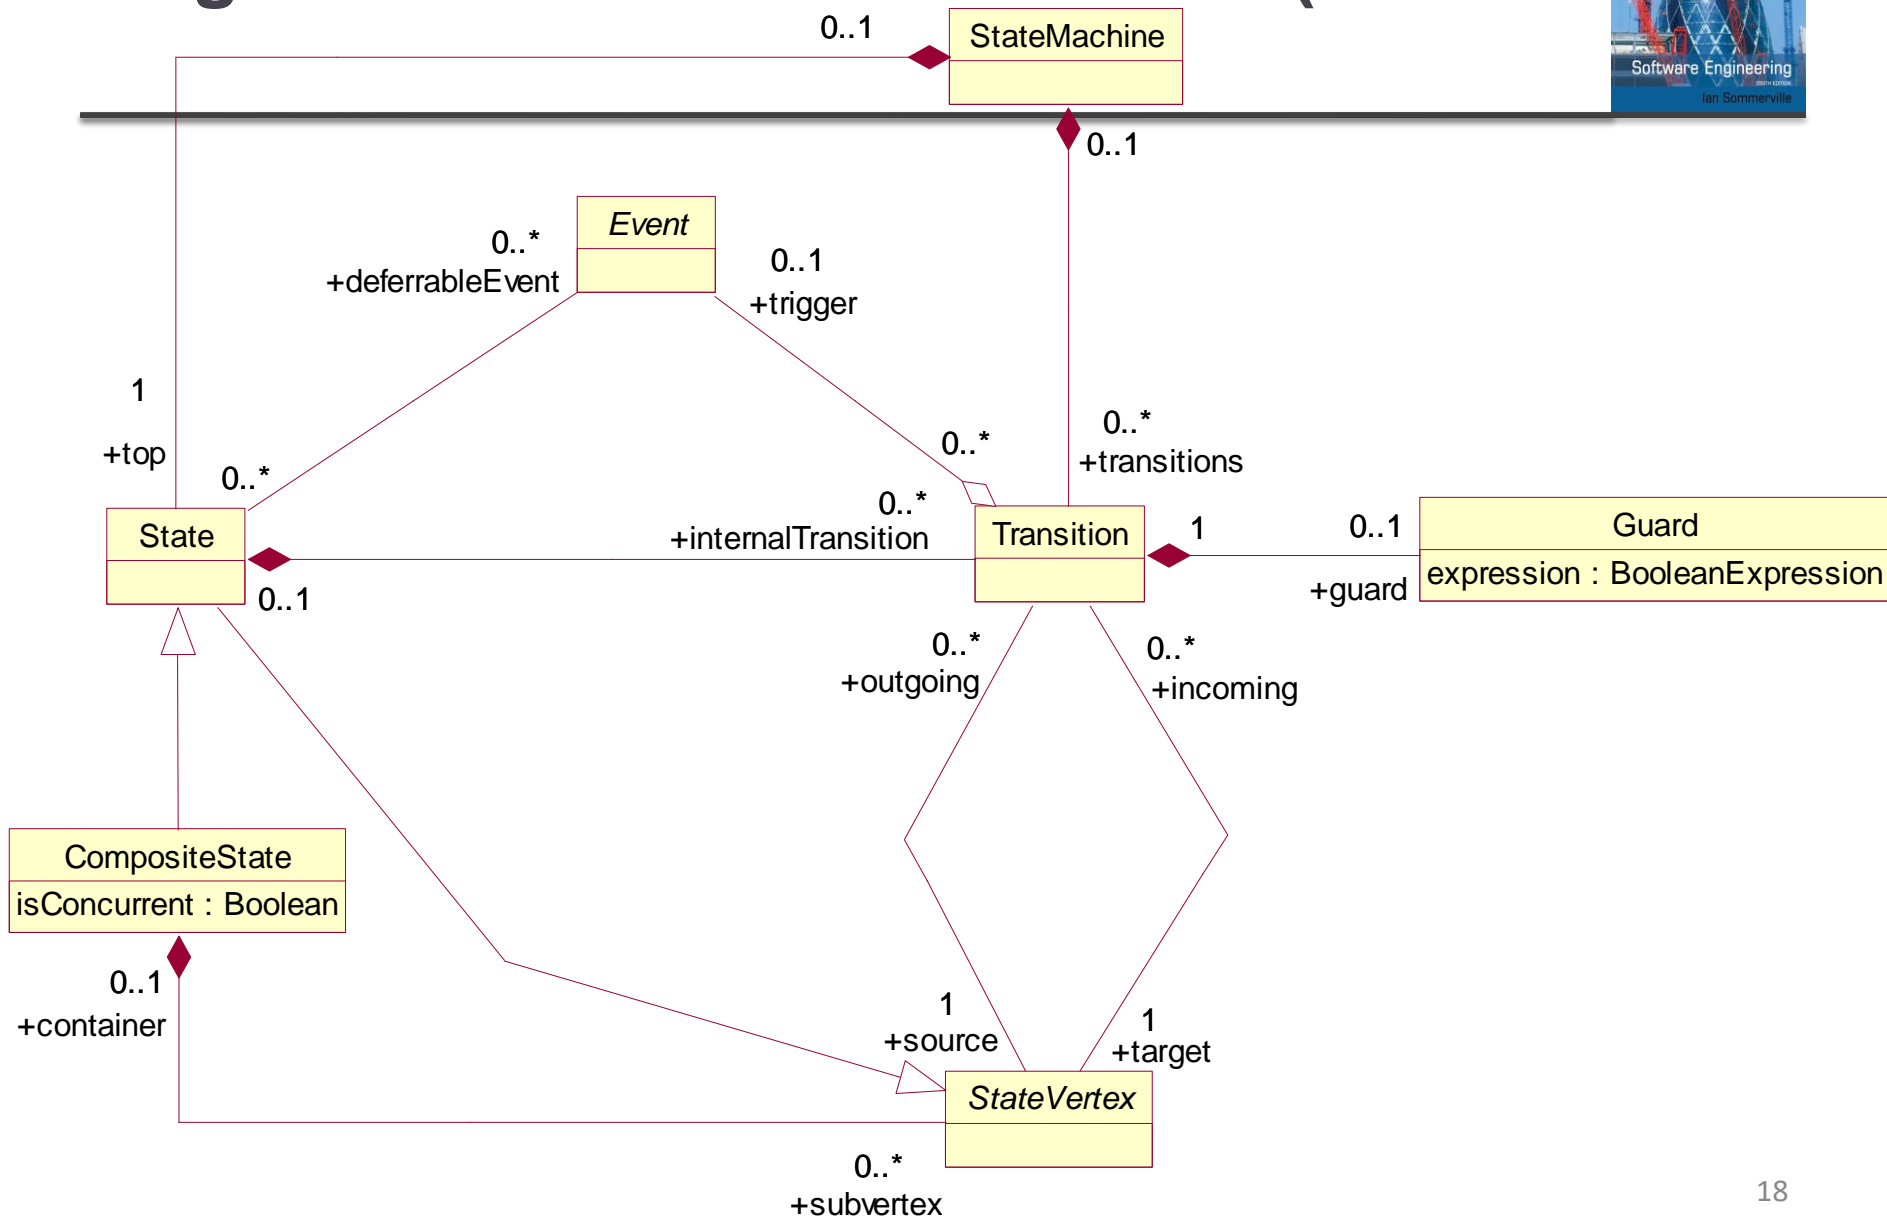 0..1
StateMachine
Software Engineering
TENTH EDITION
Ian Sommerville
0..1
Event
0..*
+deferrableEvent
0..1
+trigger
1
+top
0..*
0..*
0..*
+transitions
0..*
+internalTransition
State
Transition
1
0..1
Guard
expression : BooleanExpression
+guard
0..1
0..*
+outgoing
0..*
+incoming
CompositeState
isConcurrent : Boolean
0..1
+container
1
+source
1
+target
StateVertex
0..*
+subvertex
18